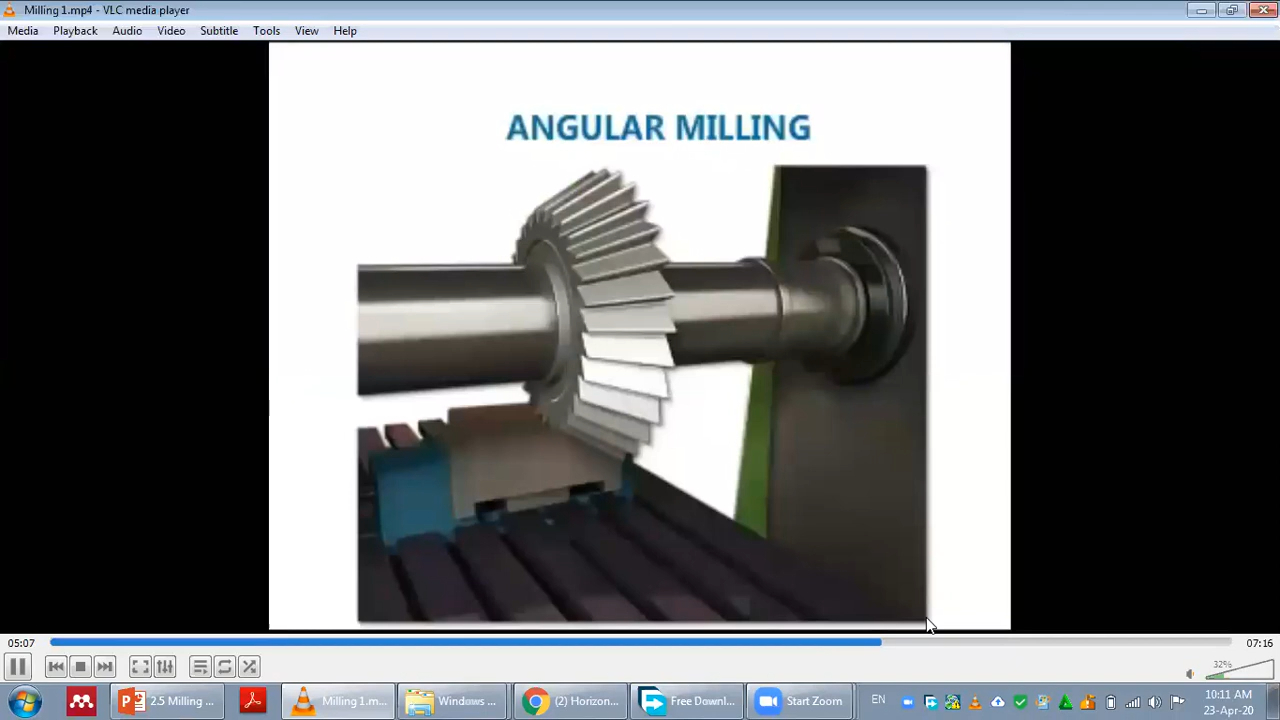 Milling 1.mp4 - VLC media player
Media Playback Audio Video Subtitle Tools View Help
ANGULAR MILLING
05:07
07:16
32%
2.5 Milling ...
Milling 1.m...
Windows ...
(2) Horizon...
Free Downl...
Start Zoom
EN
10:11 AM
23-Apr-20